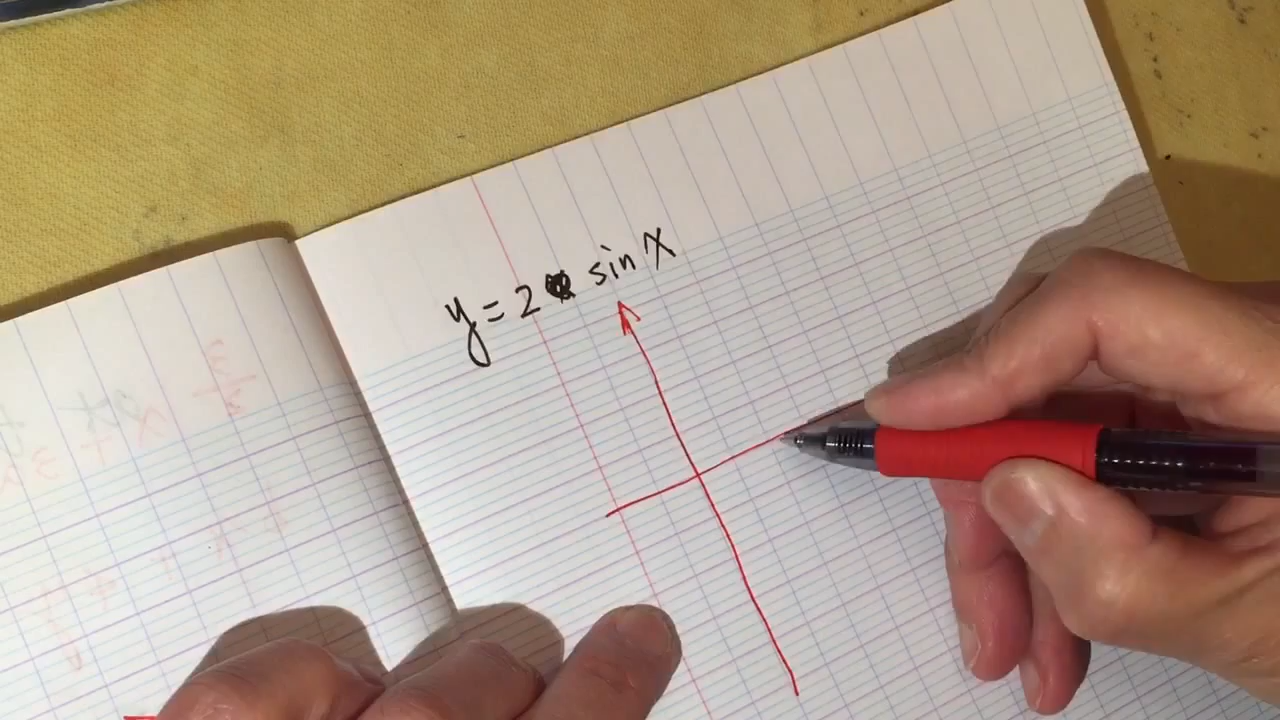 y = 2 sin x